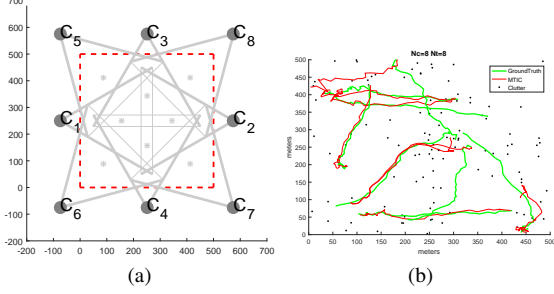 700
600
500
400
300
200
100
0
-100
-200
-200 -100 0 100 200 300 400 500 600 700
C5 C3 C8
C1 C2
C6 C4 C7
(a)
Nc=8 Nt=8
GroundTruth
MTIC
Clutter
meters
500
450
400
350
300
250
200
150
100
50
0
0 50 100 150 200 250 300 350 400 450 500
meters
(b)